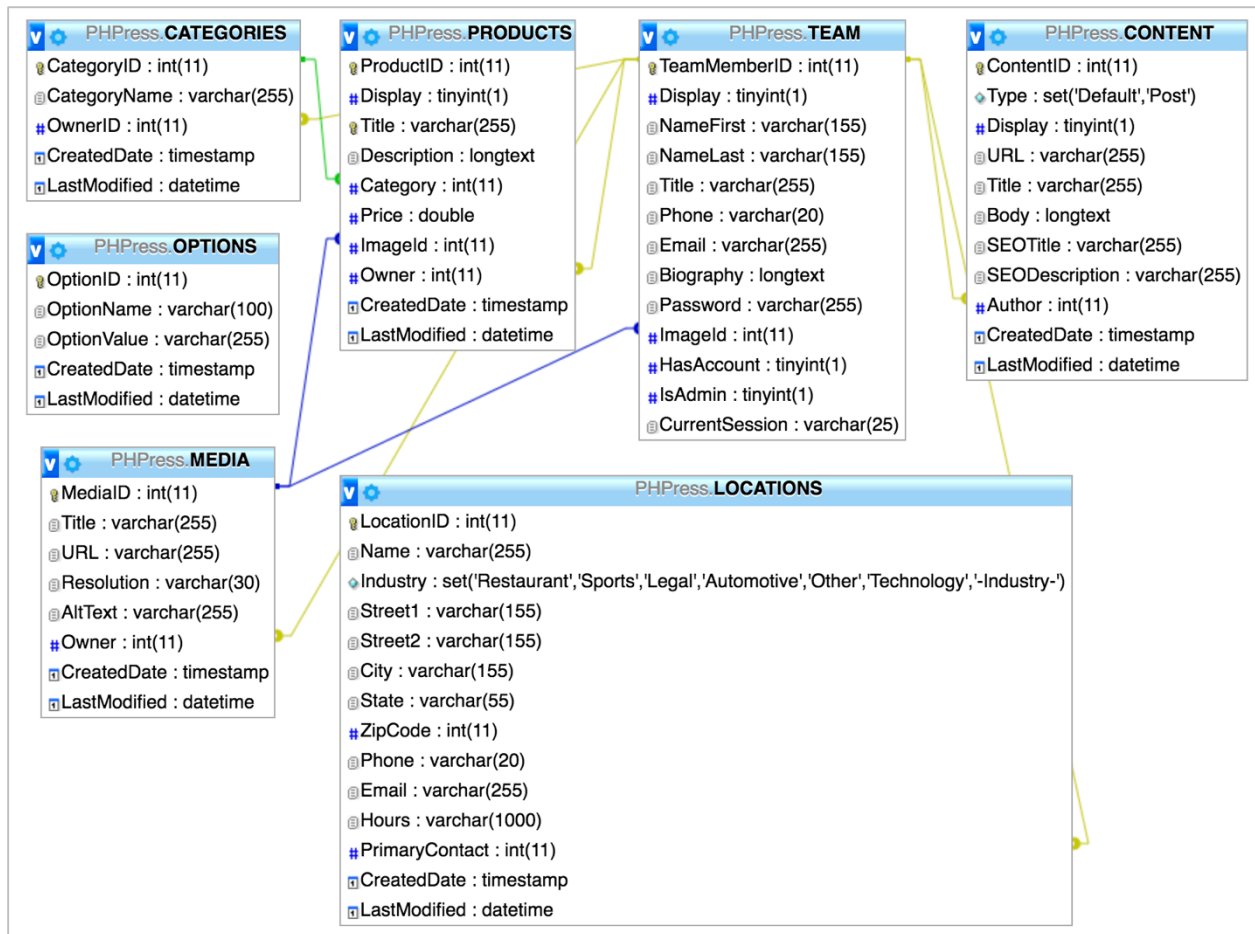 PHPress.CATEGORIES
CategoryID : int(11)
CategoryName : varchar(255)
OwnerID : int(11)
CreatedDate : timestamp
LastModified : datetime
PHPress.PRODUCTS
ProductID : int(11)
Display : tinyint(1)
Title : varchar(255)
Description : longtext
Category : int(11)
Price : double
ImageId : int(11)
Owner : int(11)
CreatedDate : timestamp
LastModified : datetime
PHPress.TEAM
TeamMemberID : int(11)
Display : tinyint(1)
NameFirst : varchar(155)
NameLast : varchar(155)
Title : varchar(255)
Phone : varchar(20)
Email : varchar(255)
Biography : longtext
Password : varchar(255)
ImageId : int(11)
HasAccount : tinyint(1)
IsAdmin : tinyint(1)
CurrentSession : varchar(25)
PHPress.CONTENT
ContentID : int(11)
Type : set('Default','Post')
Display : tinyint(1)
URL : varchar(255)
Title : varchar(255)
Body : longtext
SEOTitle : varchar(255)
SEODescription : varchar(255)
Author : int(11)
CreatedDate : timestamp
LastModified : datetime
PHPress.OPTIONS
OptionID : int(11)
OptionName : varchar(100)
OptionValue : varchar(255)
CreatedDate : timestamp
LastModified : datetime
PHPress.MEDIA
MediaID : int(11)
Title : varchar(255)
URL : varchar(255)
Resolution : varchar(30)
AltText : varchar(255)
Owner : int(11)
CreatedDate : timestamp
LastModified : datetime
PHPress.LOCATIONS
LocationID : int(11)
Name : varchar(255)
Industry : set('Restaurant','Sports','Legal','Automotive','Other','Technology','-Industry-')
Street1 : varchar(155)
Street2 : varchar(155)
City : varchar(155)
State : varchar(55)
ZipCode : int(11)
Phone : varchar(20)
Email : varchar(255)
Hours : varchar(1000)
PrimaryContact : int(11)
CreatedDate : timestamp
LastModified : datetime